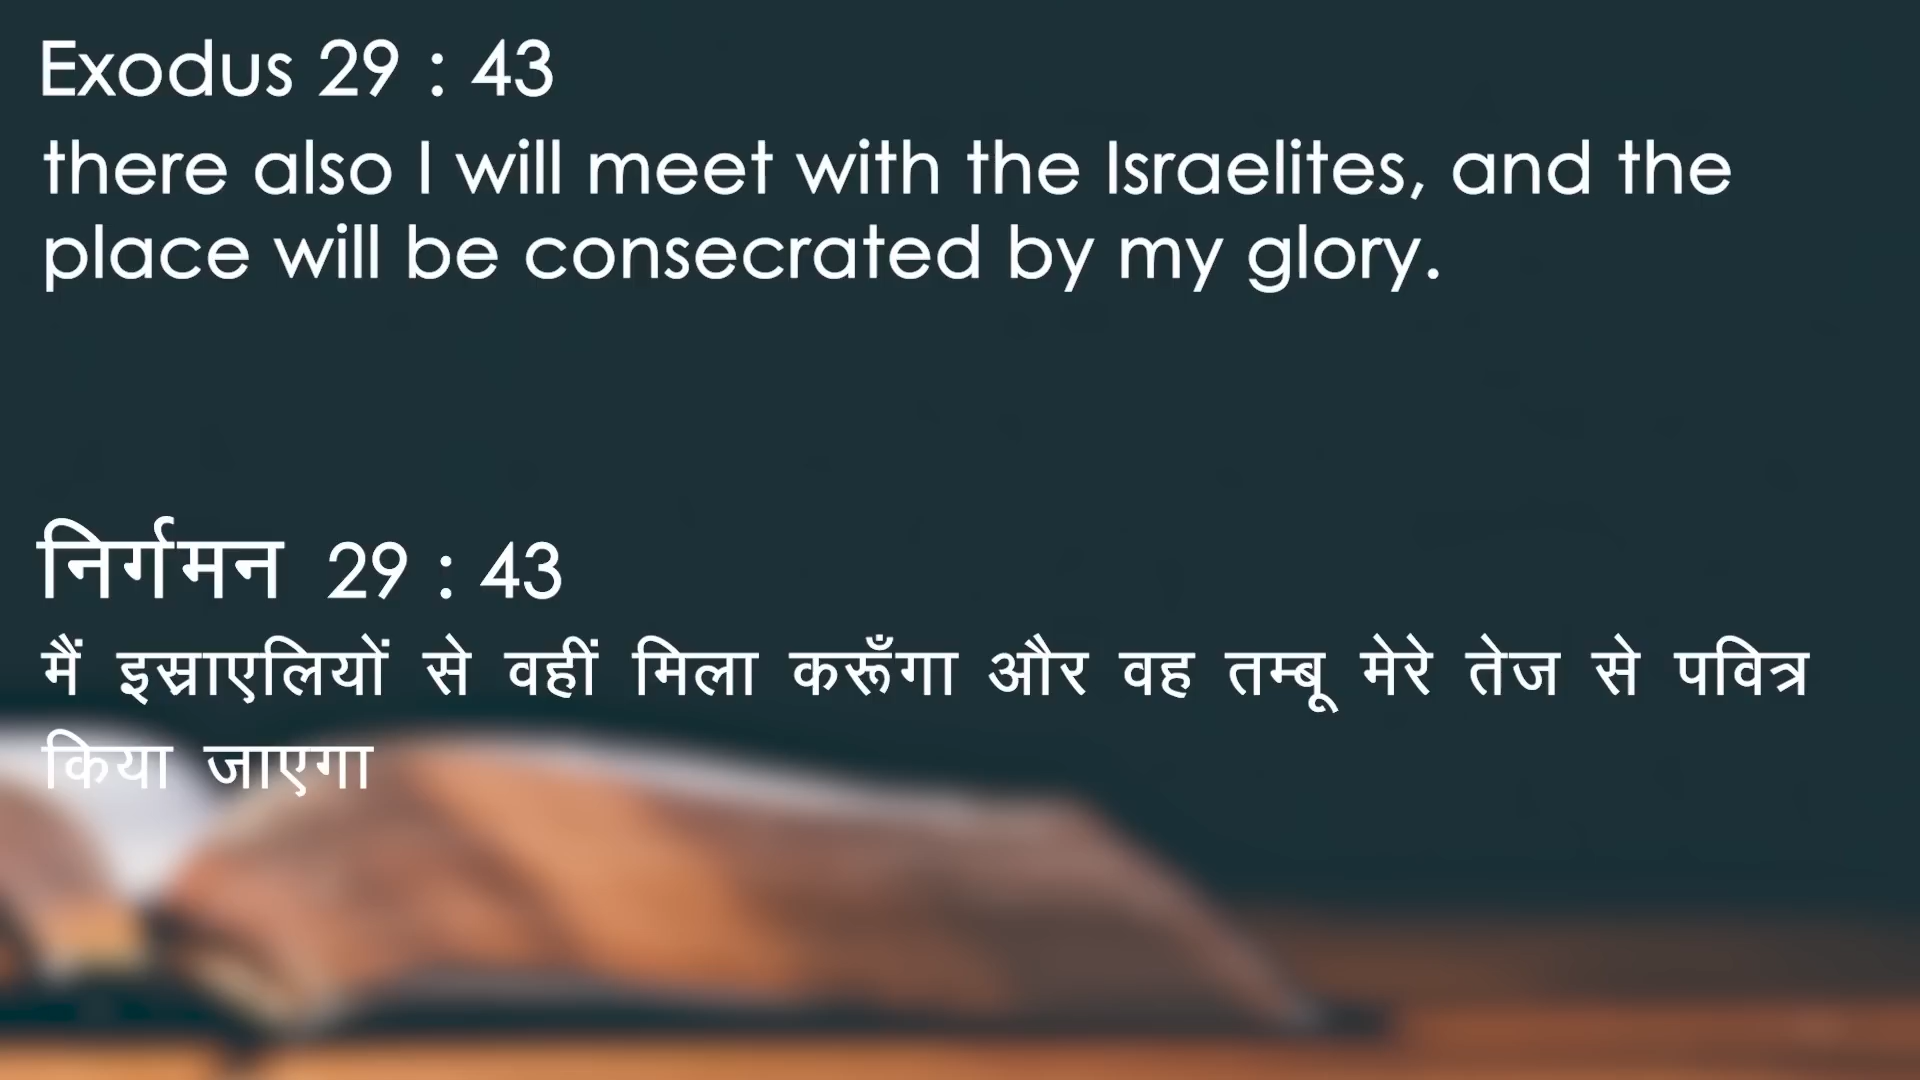 Exodus 29 : 43
there also I will meet with the Israelites, and the
place will be consecrated by my glory.
निर्गमन 29 : 43
मैं इस्राएलियों से वहीं मिला करूँगा और वह तम्बू मेरे तेज से पवित्र
किया जाएगा